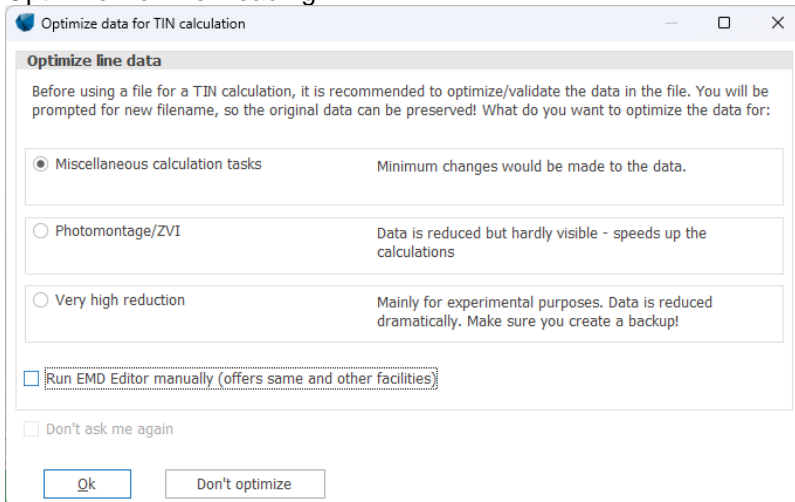 Optimize data for TIN calculation
Optimize line data
Before using a file for a TIN calculation, it is recommended to optimize/validate the data in the file. You will be
prompted for new filename, so the original data can be preserved! What do you want to optimize the data for:
Miscellaneous calculation tasks
Minimum changes would be made to the data.
Photomontage/ZVI
Data is reduced but hardly visible - speeds up the
calculations
Very high reduction
Mainly for experimental purposes. Data is reduced
dramatically. Make sure you create a backup!
Run EMD Editor manually (offers same and other facilities)
Don't ask me again
Ok
Don't optimize